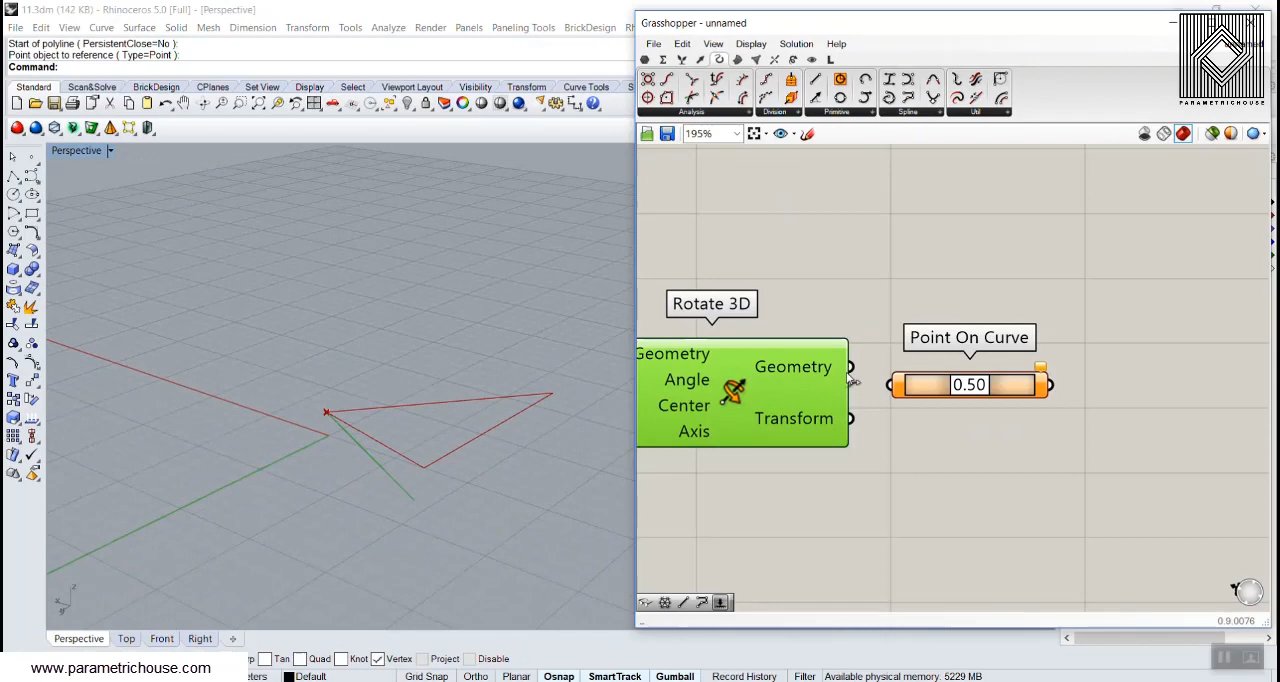 11.3dm (142 KB) - Rhinoceros 5.0 [Full] - [Perspective]
File Edit View Curve Surface Solid Mesh Dimension Transform Tools Analyze Render Panels Paneling Tools BrickDesign
Start of polyline ( PersistentClose=No ):
Point object to reference ( Type=Point ):
Command:
Standard Scan&Solve BrickDesign CPlanes Set View Display Select Viewport Layout Visibility Transform Curve Tools
Perspective
Grasshopper - unnamed
File Edit View Display Solution Help
PARAMETRICHOUSE
Analysis Division Primitive Spline Util
195%
Rotate 3D
Point On Curve
Geometry
Angle
Center
Axis
Geometry
Transform
0.50
0.9.0076
z
x
y
Perspective Top Front Right
www.parametrichouse.com
Tan Quad Knot Vertex Project Disable
eters Default Grid Snap Ortho Planar Osnap SmartTrack Gumball Record History Filter Available physical memory: 5229 MB